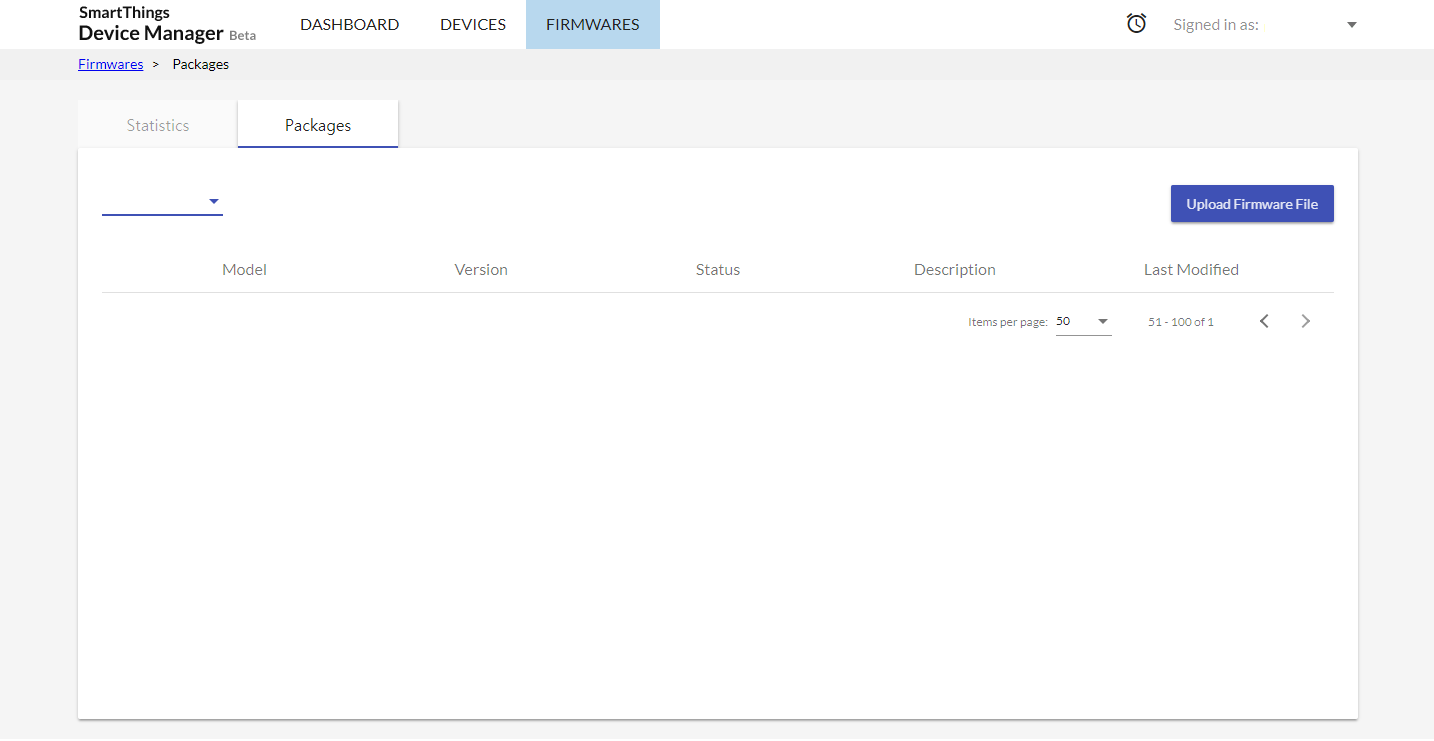 SmartThings
Device Manager Beta
DASHBOARD DEVICES FIRMWARES
Signed in as:
Firmwares > Packages
Statistics Packages
Upload Firmware File
Model Version Status Description Last Modified
Items per page: 50 51 - 100 of 1